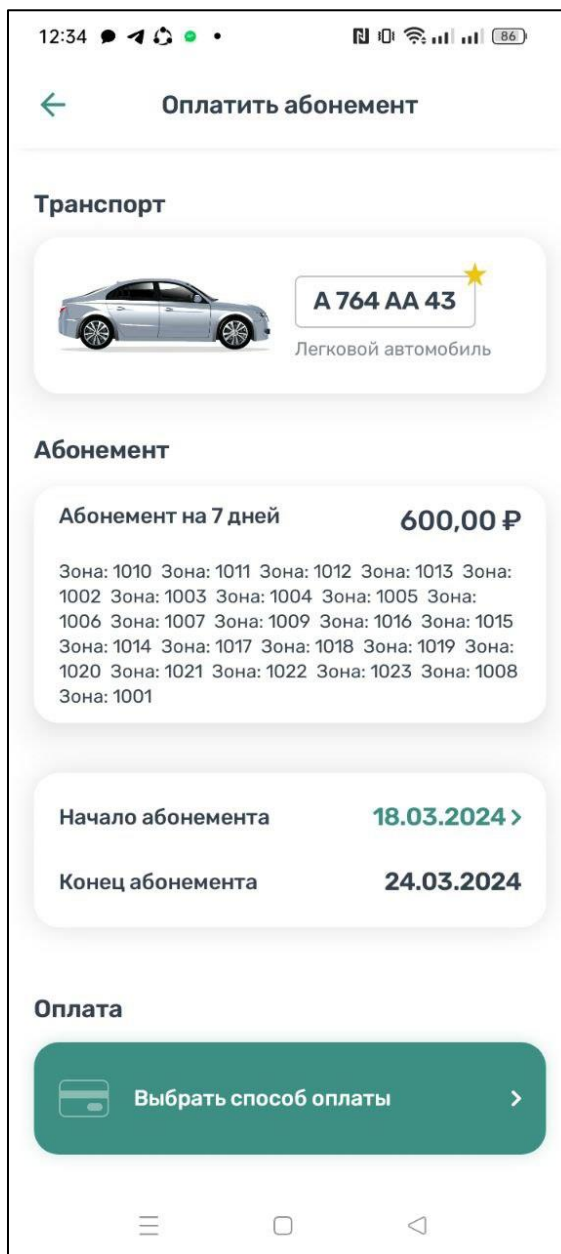 12:34
86
Оплатить абонемент
Транспорт
А 764 АА 43
Легковой автомобиль
Абонемент
Абонемент на 7 дней 600,00 ₽
Зона: 1010 Зона: 1011 Зона: 1012 Зона: 1013 Зона:
1002 Зона: 1003 Зона: 1004 Зона: 1005 Зона:
1006 Зона: 1007 Зона: 1009 Зона: 1016 Зона: 1015
Зона: 1014 Зона: 1017 Зона: 1018 Зона: 1019 Зона:
1020 Зона: 1021 Зона: 1022 Зона: 1023 Зона: 1008
Зона: 1001
Начало абонемента 18.03.2024
Конец абонемента 24.03.2024
Оплата
Выбрать способ оплаты